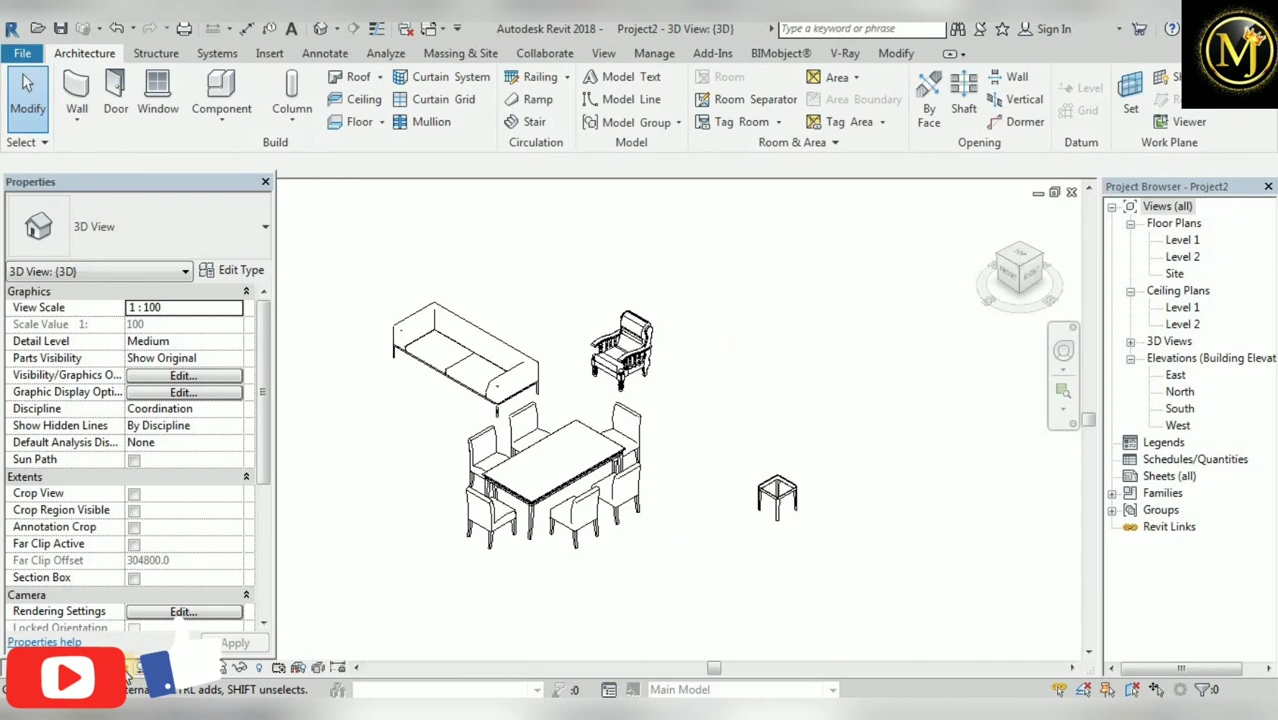 Autodesk Revit 2018 - Project2 - 3D View: {3D}
Type a keyword or phrase
Sign In
File Architecture Structure Systems Insert Annotate Analyze Massing & Site Collaborate View Manage Add-Ins BIMobject® V-Ray Modify
Modify
Wall
Door
Window
Component
Column
Roof
Ceiling
Floor
Curtain System
Curtain Grid
Mullion
Railing
Ramp
Stair
Model Text
Model Line
Model Group
Room
Room Separator
Tag Room
Area
Area Boundary
Tag Area
By Face
Shaft
Wall
Vertical
Dormer
Level
Grid
Set
Viewer
Select
Build
Circulation
Model
Room & Area
Opening
Datum
Work Plane
MJ
Properties
3D View
3D View: {3D}
Edit Type
Graphics
View Scale 1 : 100
Scale Value 1: 100
Detail Level Medium
Parts Visibility Show Original
Visibility/Graphics O... Edit...
Graphic Display Opti... Edit...
Discipline Coordination
Show Hidden Lines By Discipline
Default Analysis Dis... None
Sun Path
Extents
Crop View
Crop Region Visible
Annotation Crop
Far Clip Active
Far Clip Offset 304800.0
Section Box
Camera
Rendering Settings Edit...
Locked Orientation
Properties help
Apply
TOP
FRONT
RIGHT
Project Browser - Project2
Views (all)
Floor Plans
Level 1
Level 2
Site
Ceiling Plans
Level 1
Level 2
3D Views
Elevations (Building Elevat
East
North
South
West
Legends
Schedules/Quantities
Sheets (all)
Families
Groups
Revit Links
TRL adds, SHIFT unselects.
:0
Main Model
:0